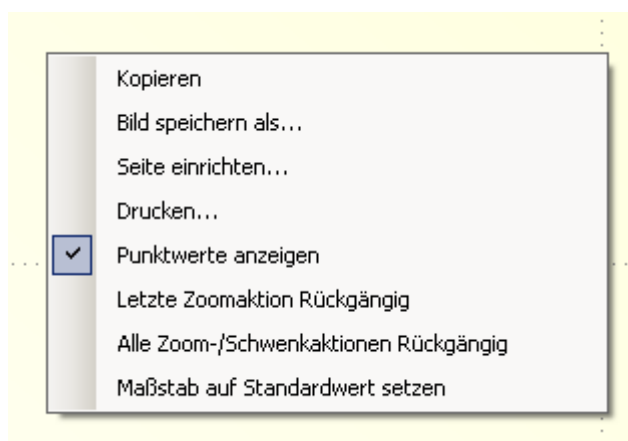 Kopieren
Bild speichern als...
Seite einrichten...
Drucken...
Punktwerte anzeigen
Letzte Zoomaktion Rückgängig
Alle Zoom-/Schwenkaktionen Rückgängig
Maßstab auf Standardwert setzen